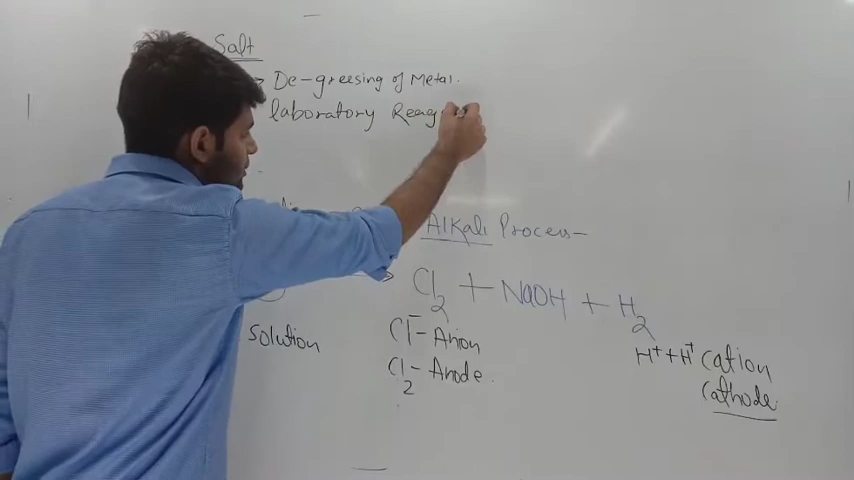 Salt
De-greesing of Metal.
laboratory Reag
Alkali Process-
Cl2 + NaOH + H2
Solution
Cl- Anion
H+ + H+ Cation
Cl2 - Anode.
Cathode.